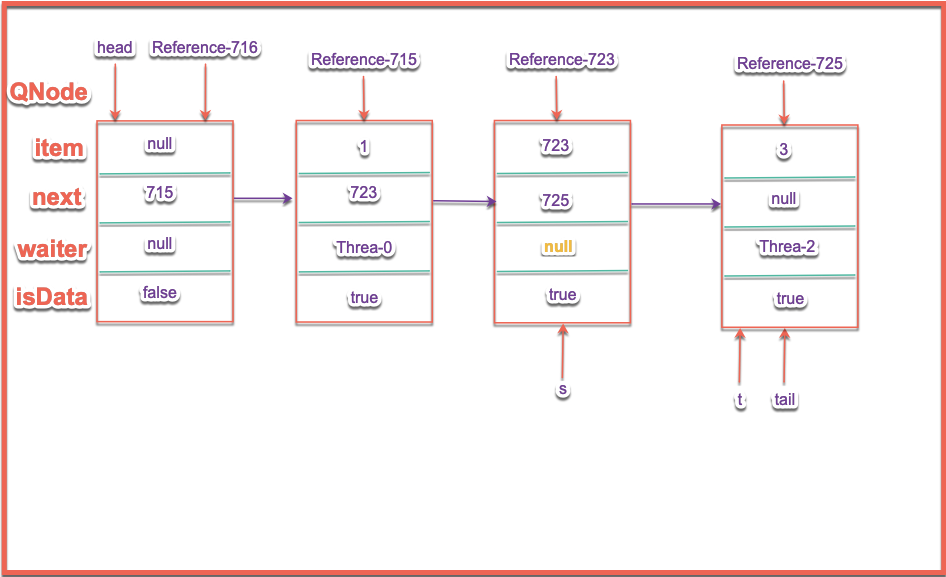 head Reference-716
Reference-715
Reference-723
Reference-725
QNode
item null 1 723 3
next 715 723 725 null
waiter null Threa-0 null Threa-2
isData false true true true
s
t tail